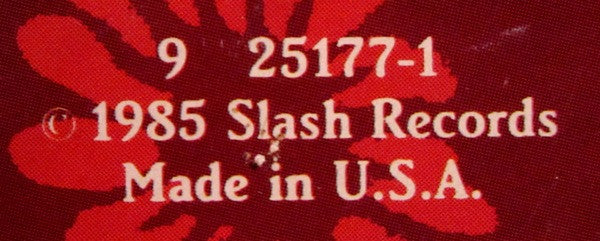 9 25177-1
© 1985 Slash Records
Made in U.S.A.